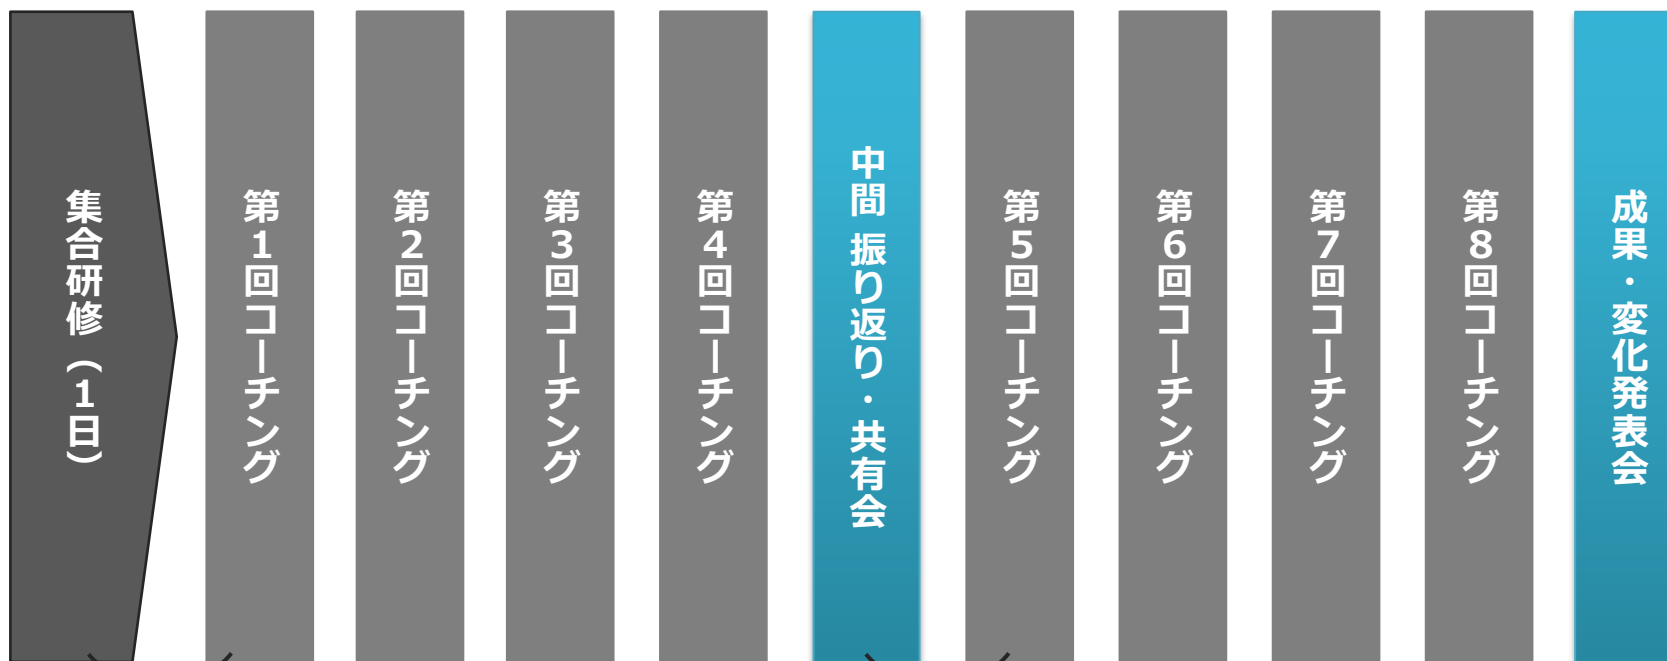 集合研修（1日）
第1回コーチング
第2回コーチング
第3回コーチング
第4回コーチング
中間 振り返り・共有会
第5回コーチング
第6回コーチング
第7回コーチング
第8回コーチング
成果・変化発表会